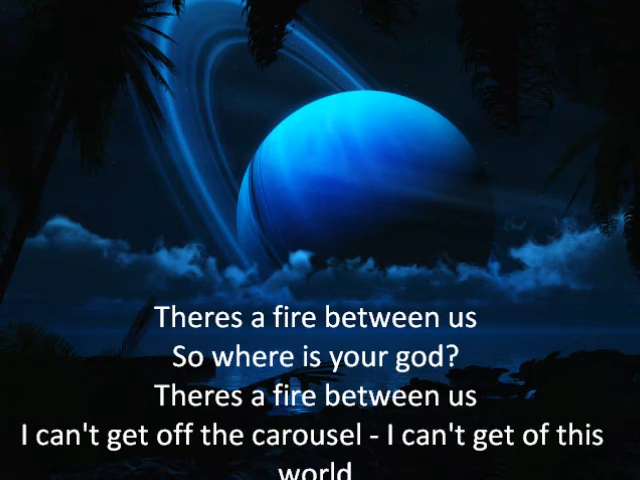 Theres a fire between us
So where is your god?
Theres a fire between us
I can't get off the carousel - I can't get of this
world